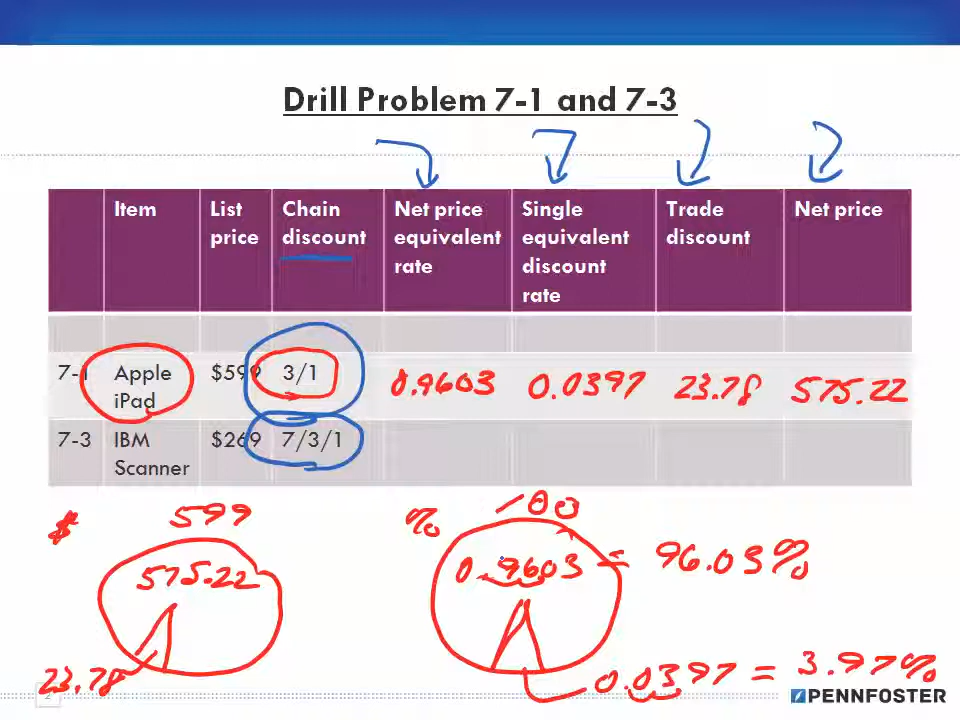 Drill Problem 7-1 and 7-3
Item List price Chain discount Net price equivalent rate Single equivalent discount rate Trade discount Net price
7-1 Apple iPad $599 3/1 0.9603 0.0397 23.78 575.22
7-3 IBM Scanner $269 7/3/1
$ 599 % 100
575.22 0.9603 = 96.03%
23.78 0.0397 = 3.97%
2 PENNFOSTER